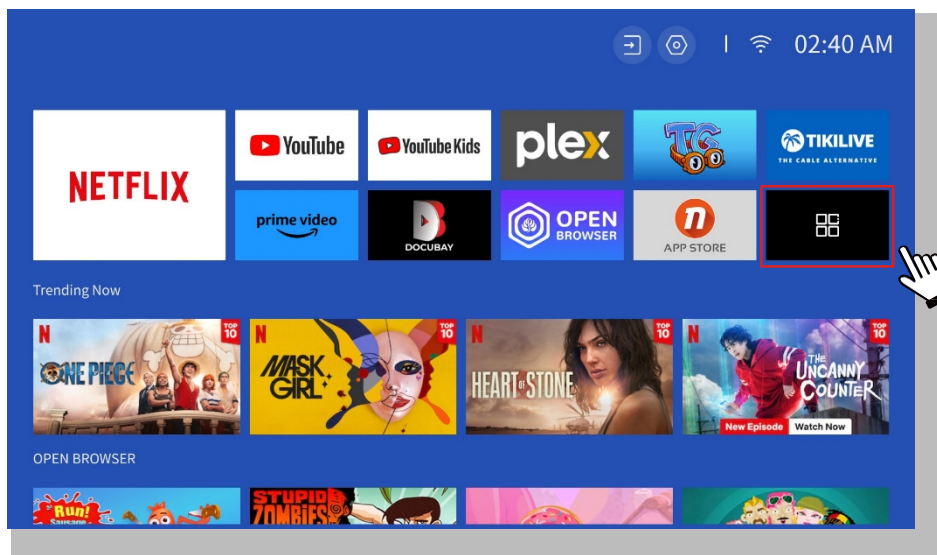 02:40 AM
NETFLIX
YouTube
YouTube Kids
plex
TG
TIKILIVE
THE CABLE ALTERNATIVE
prime video
DOCUBAY
OPEN
BROWSER
n
APP STORE
Trending Now
N
TOP
10
ONE PIECE
N
TOP
10
MASK
GIRL
N
TOP
10
HEART OF STONE
N
TOP
10
THE
UNCANNY
COUNTER
New Episode
Watch Now
OPEN BROWSER
Run!
Sausage
STUPID
ZOMBIES